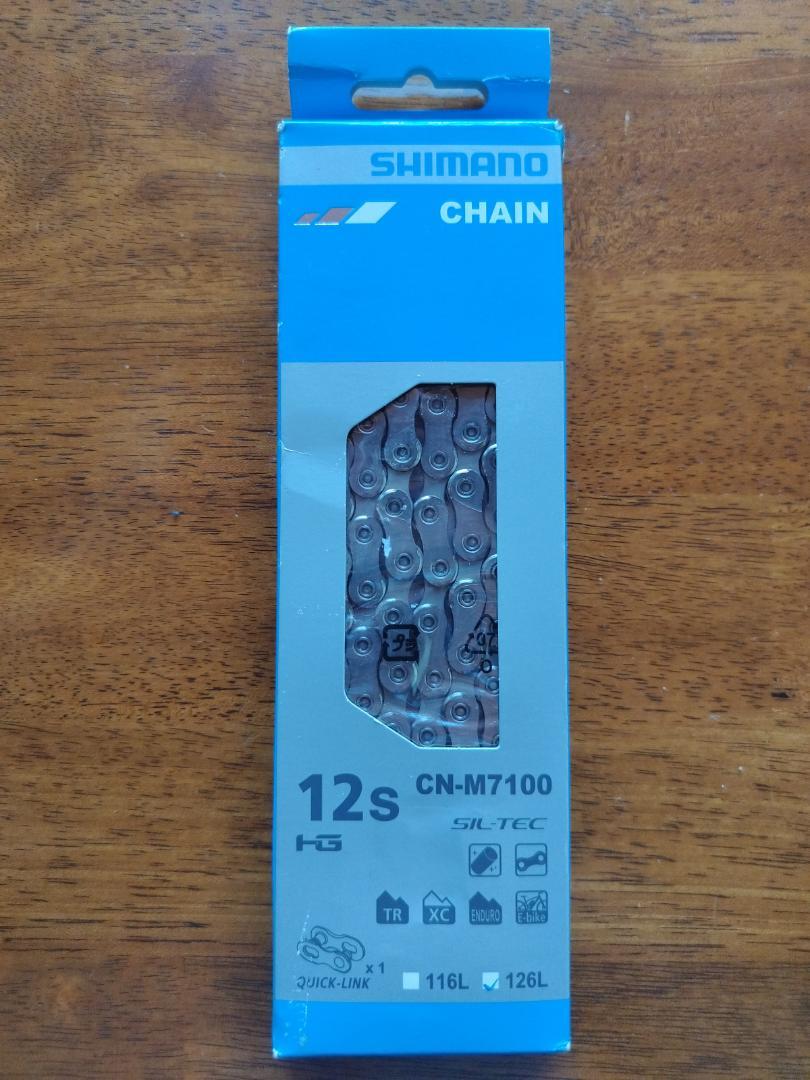 SHIMANO
CHAIN
12s CN-M7100
SIL-TEC
HG
TR XC ENDURO E-bike
x 1
QUICK-LINK
116L 126L